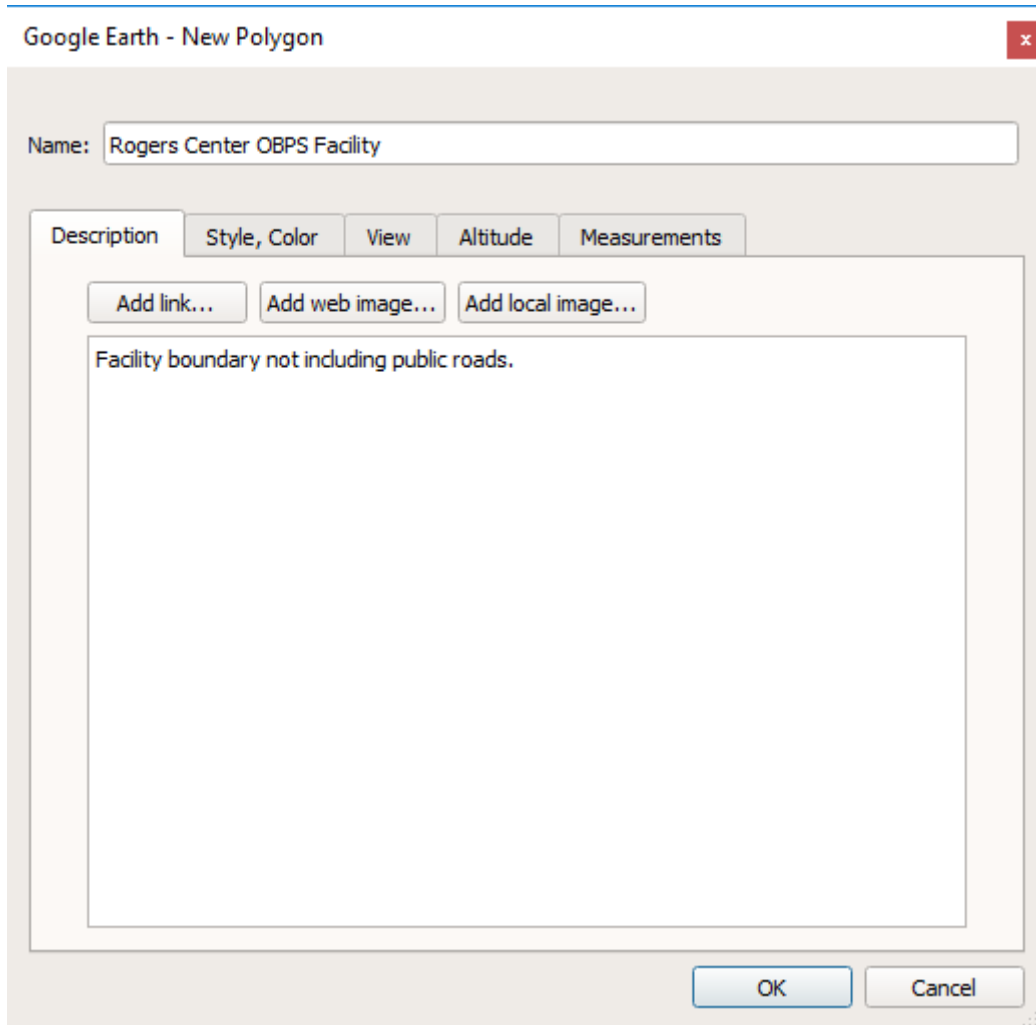 Google Earth - New Polygon
x
Name: Rogers Center OBPS Facility
Description Style, Color View Altitude Measurements
Add link... Add web image... Add local image...
Facility boundary not including public roads.
OK Cancel